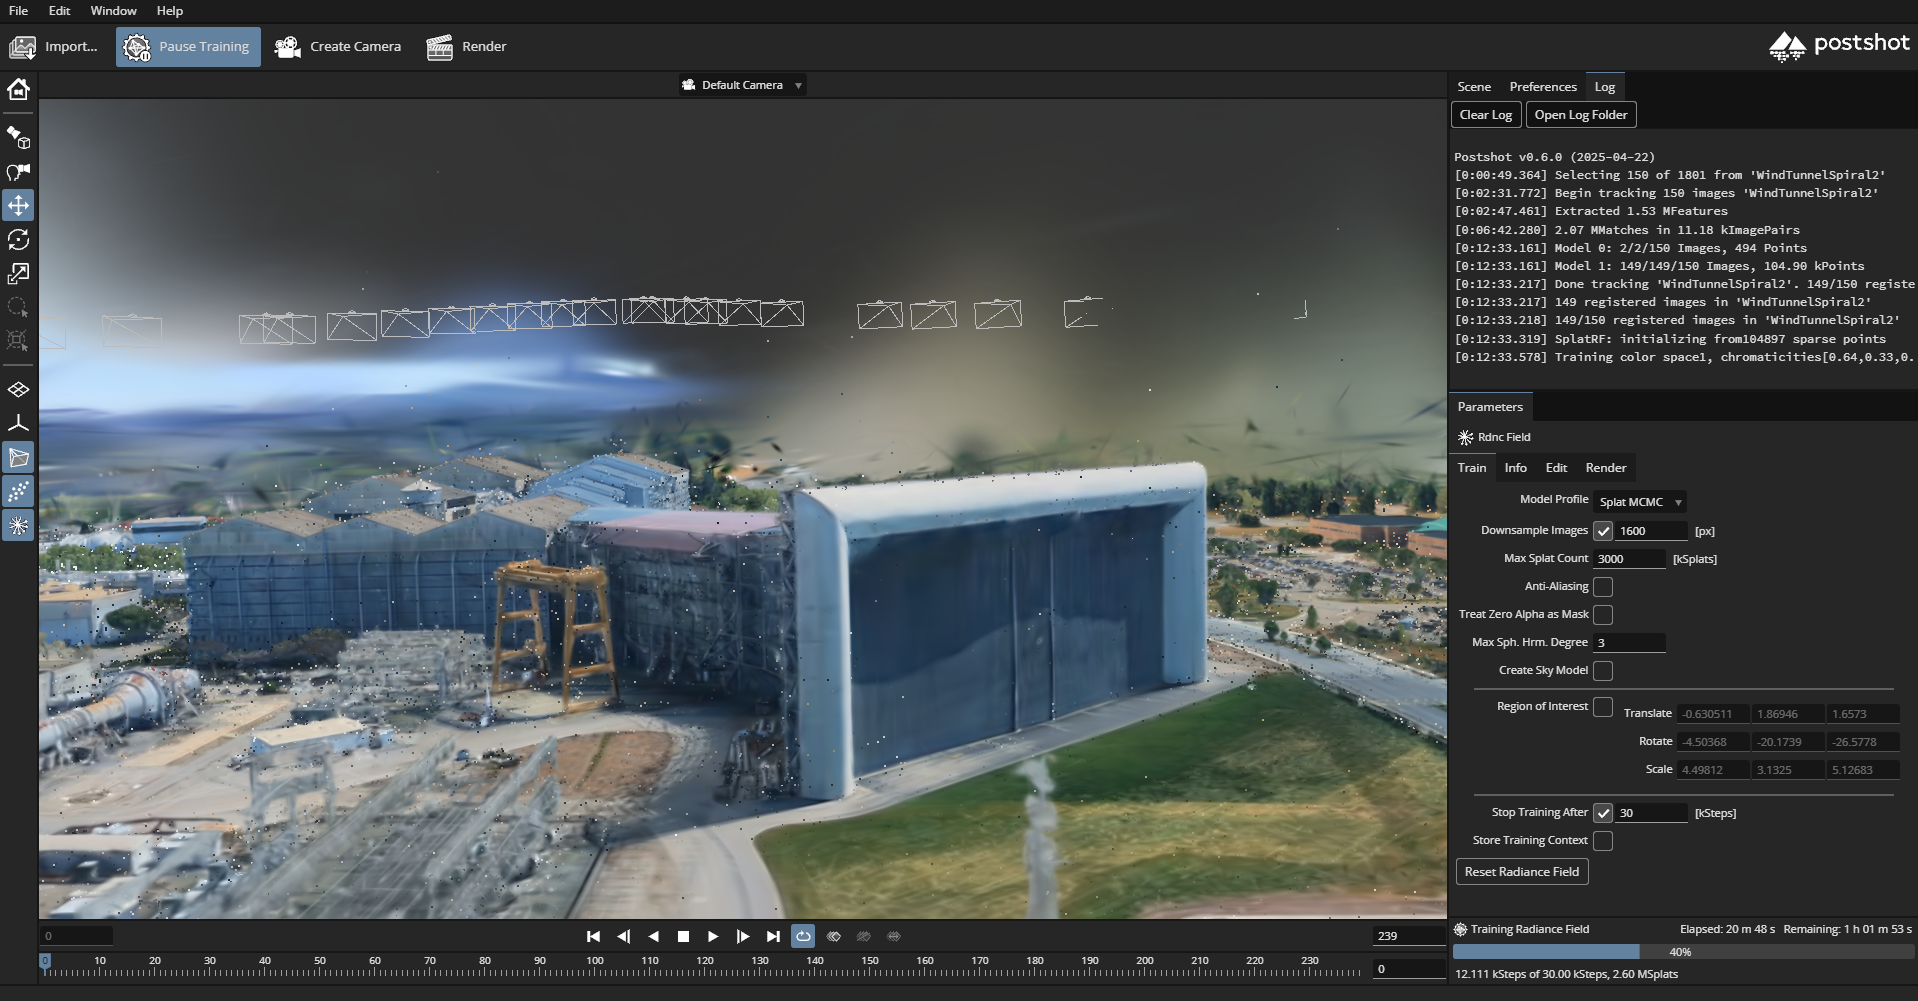 File Edit Window Help
Import... Pause Training Create Camera Render postshot
Default Camera
Scene Preferences Log
Clear Log Open Log Folder
Postshot v0.6.0 (2025-04-22)
[0:00:49.364] Selecting 150 of 1801 from 'WindTunnelSpiral2'
[0:02:31.772] Begin tracking 150 images 'WindTunnelSpiral2'
[0:02:47.461] Extracted 1.53 MFeatures
[0:06:42.280] 2.07 MMatches in 11.18 kImagePairs
[0:12:33.161] Model 0: 2/2/150 Images, 494 Points
[0:12:33.161] Model 1: 149/149/150 Images, 104.90 kPoints
[0:12:33.217] Done tracking 'WindTunnelSpiral2'. 149/150 registe
[0:12:33.217] 149 registered images in 'WindTunnelSpiral2'
[0:12:33.218] 149/150 registered images in 'WindTunnelSpiral2'
[0:12:33.319] SplatRF: initializing from104897 sparse points
[0:12:33.578] Training color space1, chromaticities[0.64,0.33,0.
Parameters
Rdnc Field
Train Info Edit Render
Model Profile Splat MCMC
Downsample Images 1600 [px]
Max Splat Count 3000 [kSplats]
Anti-Aliasing
Treat Zero Alpha as Mask
Max Sph. Hrm. Degree 3
Create Sky Model
Region of Interest Translate -0.630511 1.86946 1.6573
Rotate -4.50368 -20.1739 -26.5778
Scale 4.49812 3.1325 5.12683
Stop Training After 30 [kSteps]
Store Training Context
Reset Radiance Field
Training Radiance Field Elapsed: 20 m 48 s Remaining: 1 h 01 m 53 s
40%
12.111 kSteps of 30.00 kSteps, 2.60 MSplats
0 239
0 10 20 30 40 50 60 70 80 90 100 110 120 130 140 150 160 170 180 190 200 210 220 230 0